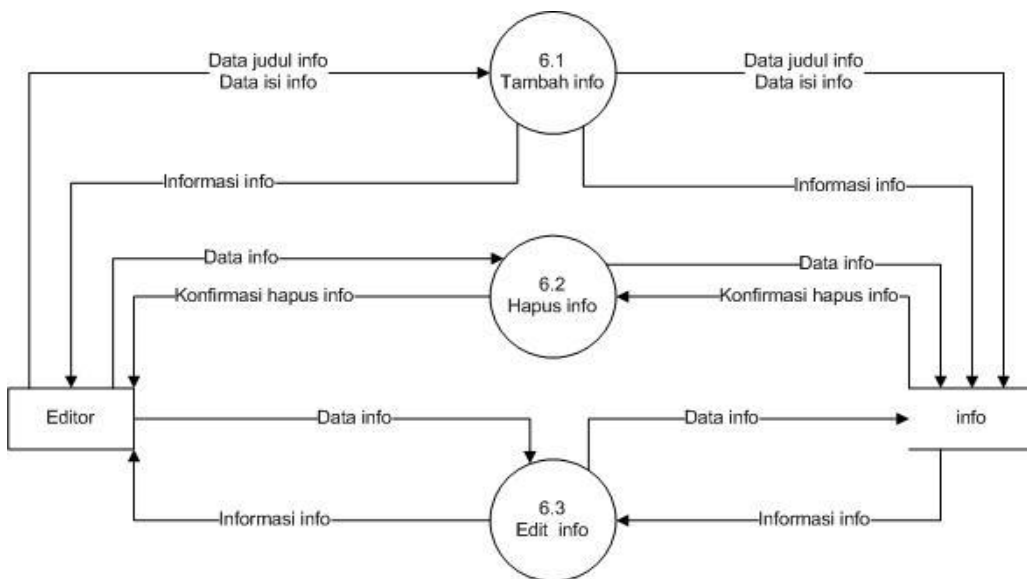 Data judul info
Data isi info
6.1
Tambah info
Data judul info
Data isi info
Informasi info
Informasi info
Data info
6.2
Hapus info
Data info
Konfirmasi hapus info
Konfirmasi hapus info
Editor
Data info
Data info
info
6.3
Edit info
Informasi info
Informasi info